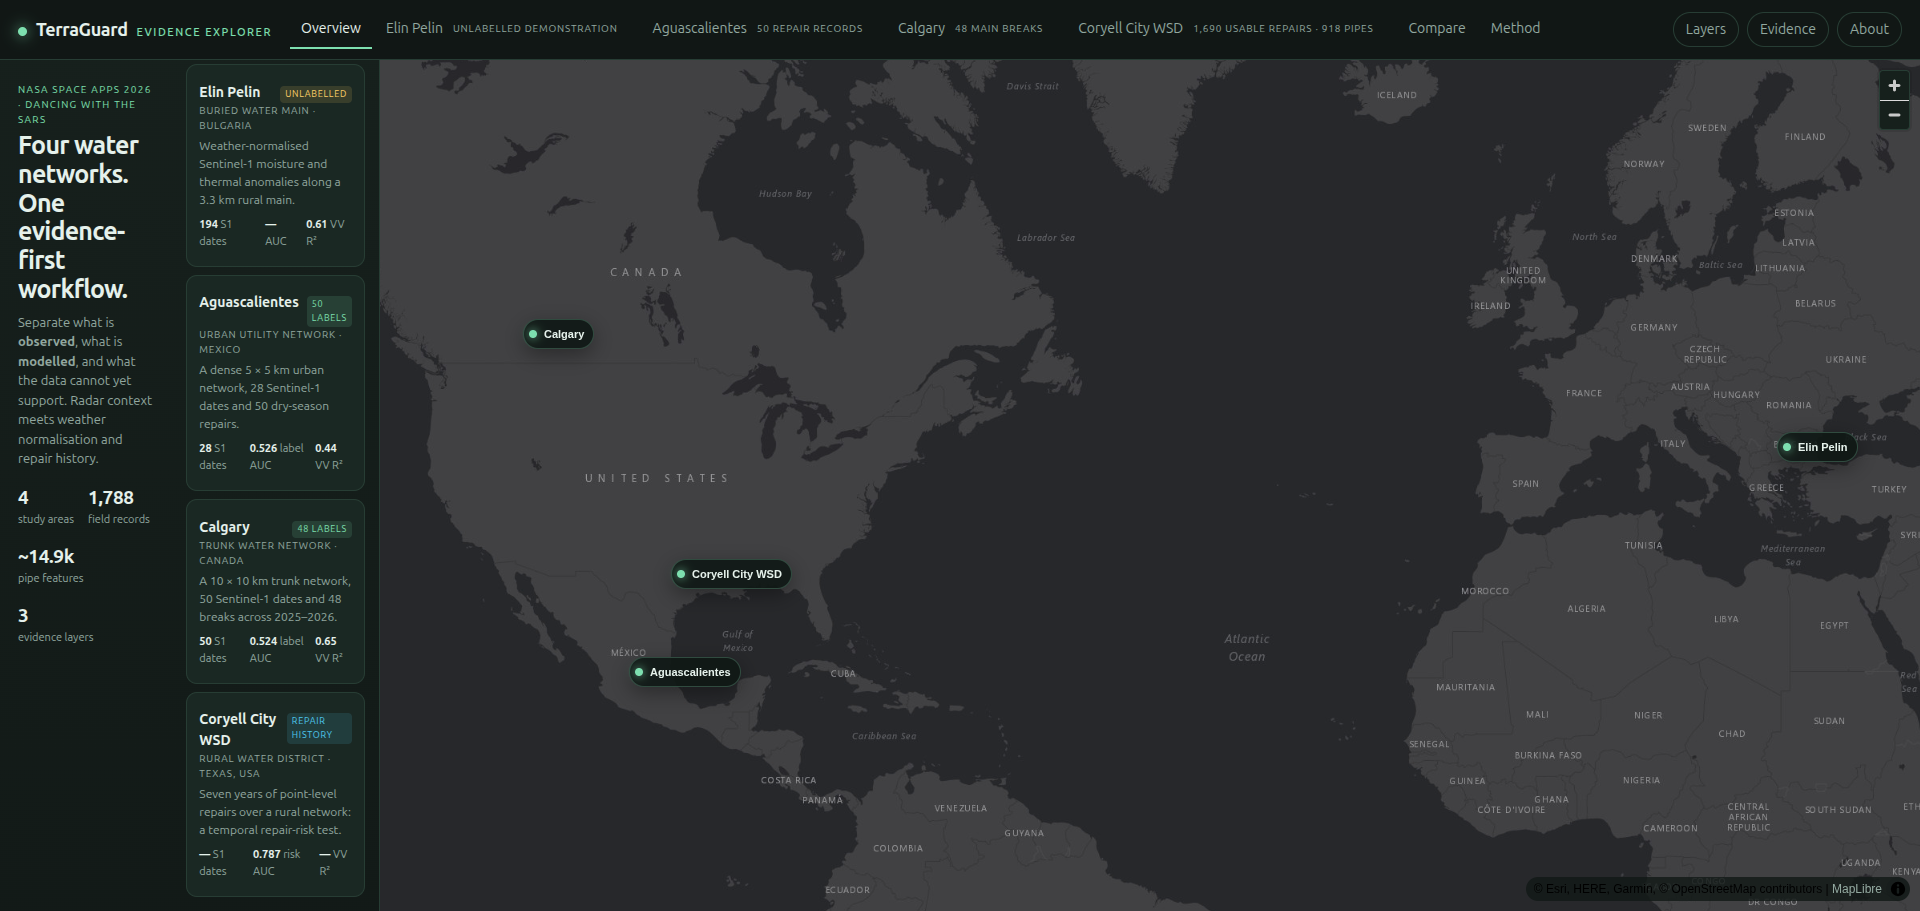 TerraGuard EVIDENCE EXPLORER
Overview
Elin Pelin UNLABELLED DEMONSTRATION
Aguascalientes 50 REPAIR RECORDS
Calgary 48 MAIN BREAKS
Coryell City WSD 1,690 USABLE REPAIRS · 918 PIPES
Compare
Method
Layers
Evidence
About
NASA SPACE APPS 2026
· DANCING WITH THE
SARS
Four water
networks.
One
evidence-
first
workflow.
Separate what is
observed, what is
modelled, and what
the data cannot yet
support. Radar context
meets weather
normalisation and
repair history.
4
study areas
1,788
field records
~14.9k
pipe features
3
evidence layers
Elin Pelin
UNLABELLED
BURIED WATER MAIN ·
BULGARIA
Weather-normalised
Sentinel-1 moisture and
thermal anomalies along a
3.3 km rural main.
194 S1
dates
—
AUC
0.61 VV
R²
Aguascalientes
50
LABELS
URBAN UTILITY NETWORK ·
MEXICO
A dense 5 × 5 km urban
network, 28 Sentinel-1
dates and 50 dry-season
repairs.
28 S1
dates
0.526 label
AUC
0.44
VV R²
Calgary
48 LABELS
TRUNK WATER NETWORK ·
CANADA
A 10 × 10 km trunk network,
50 Sentinel-1 dates and 48
breaks across 2025–2026.
50 S1
dates
0.524 label
AUC
0.65
VV R²
Coryell City
WSD
REPAIR
HISTORY
RURAL WATER DISTRICT ·
TEXAS, USA
Seven years of point-level
repairs over a rural network:
a temporal repair-risk test.
— S1
dates
0.787 risk
AUC
— VV
R²
+
−
Davis Strait
ICELAND
SWEDEN
FINLAND
NORWAY
Hudson Bay
ESTONIA
Labrador Sea
North Sea
LATVIA
DENMARK
Baltic Sea
LITHUANIA
CANADA
UNITED
KINGDOM
IRELAND
BELARUS
Calgary
GERMANY
CZECH
REPUBLIC
UKRAINE
AUSTRIA
HUNGARY
FRANCE
ROMANIA
ITALY
Elin Pelin
ck Sea
UNITED STATES
SPAIN
GREECE
TURKEY
TUNISIA
SYRI
Mediterranean
Sea
Coryell City WSD
MOROCCO
ALGERIA
LIBYA
EGYPT
Gulf of
Mexico
MÉXICO
Atlantic
Ocean
Aguascalientes
CUBA
Red
Sea
MAURITANIA
MALI
NIGER
SUDAN
Caribbean Sea
CHAD
SENEGAL
BURKINA FASO
COSTA RICA
GUINEA
NIGERIA
PANAMÁ
GHANA
CÔTE D'IVOIRE
VENEZUELA
CENTRAL
AFRICAN
REPUBLIC
SOUTH SUDAN
ETH
GUYANA
CAMEROON
COLOMBIA
UGANDA
KENYA
ECUADOR
© Esri, HERE, Garmin, © OpenStreetMap contributors | MapLibre
DR CONGO